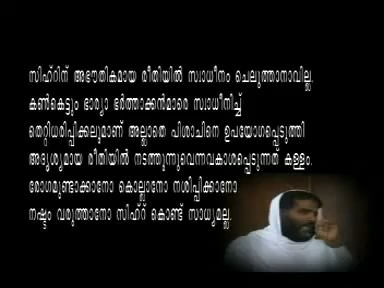 സിഹ്റിന് അഭൗതികമായ രീതിയിൽ സ്വാധീനം ചെലുത്താനാവില്ല.
കൺകെട്ടും ഭാര്യാ ഭർത്താക്കൻമാരെ സ്വാധീനിച്ച്
തെറ്റിധരിപ്പിക്കലുമാണ് അല്ലാതെ പിശാചിനെ ഉപയോഗപ്പെടുത്തി
അദൃശ്യമായ രീതിയിൽ നടത്തുന്നുവെന്നവകാശപ്പെടുന്നത് കള്ളം.
രോഗമുണ്ടാക്കാനോ കൊല്ലാനോ നശിപ്പിക്കാനോ
നഷ്ടം വരുത്താനോ സിഹ്റ് കൊണ്ട് സാധ്യമല്ല.